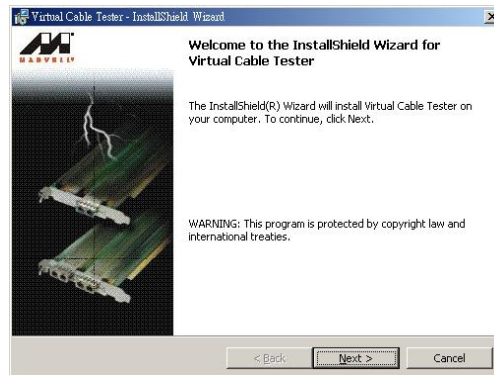 Virtual Cable Tester - InstallShield Wizard
MARVELL
Welcome to the InstallShield Wizard for
Virtual Cable Tester
The InstallShield(R) Wizard will install Virtual Cable Tester on
your computer. To continue, click Next.
WARNING: This program is protected by copyright law and
international treaties.
< Back
Next >
Cancel